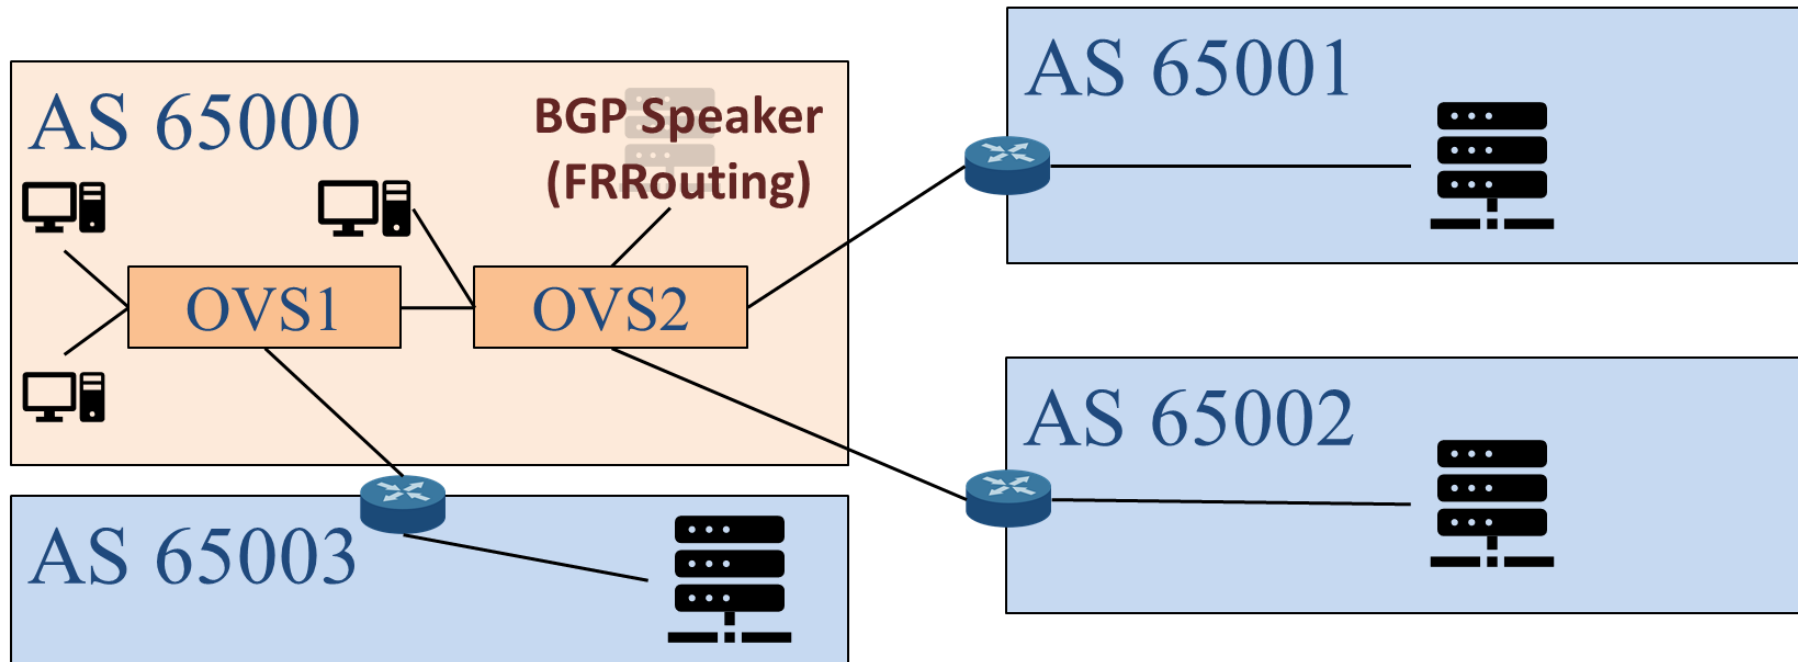 AS 65000
BGP Speaker
(FRRouting)
OVS1
OVS2
AS 65001
AS 65002
AS 65003